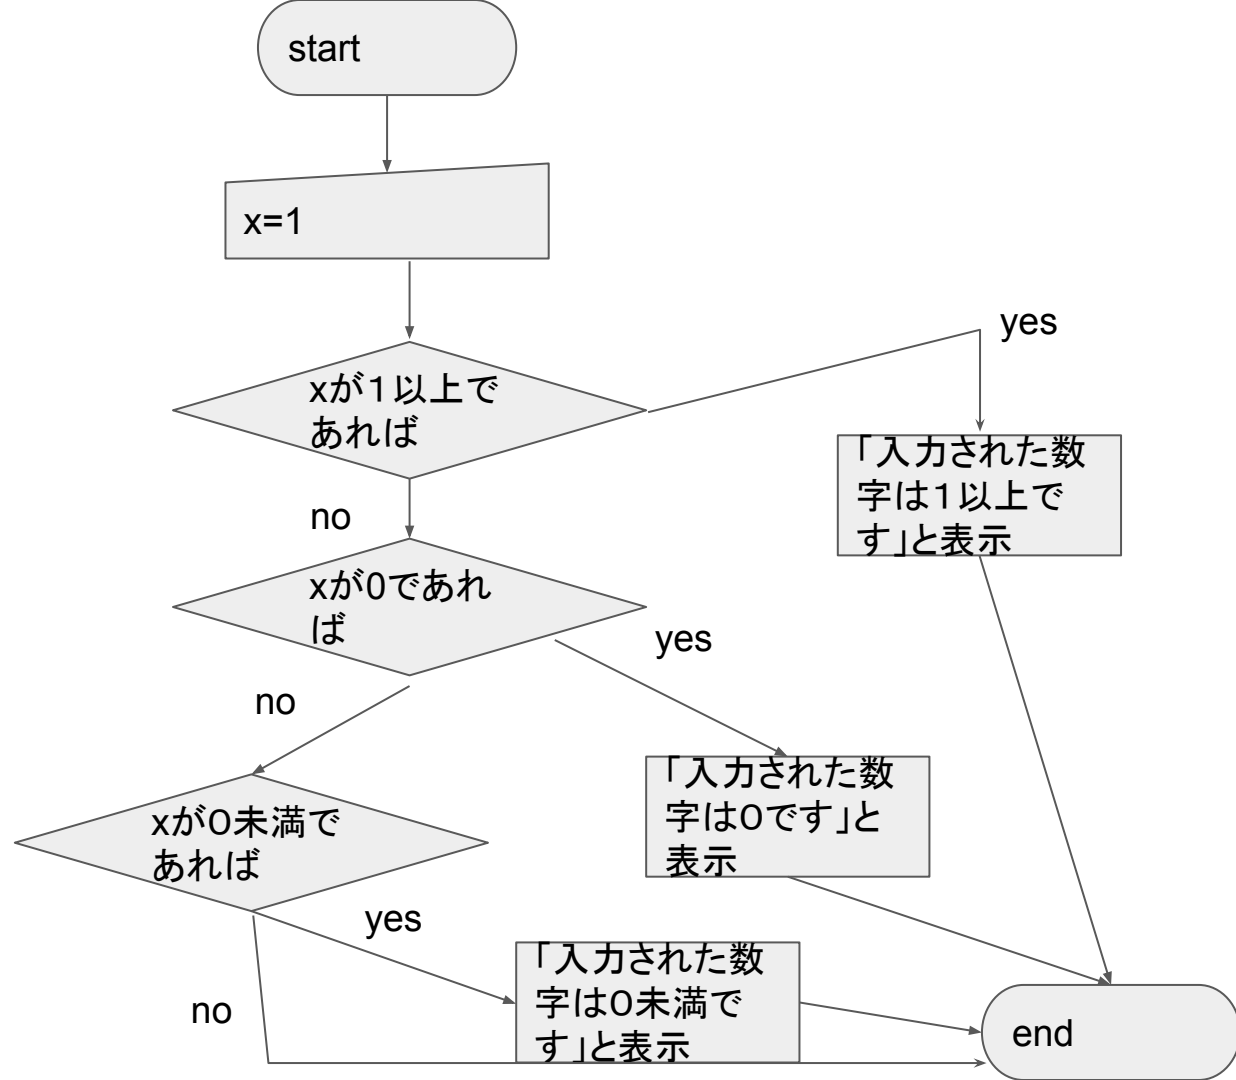 start
x=1
yes
xが１以上で
あれば
「入力された数
字は１以上で
す」と表示
no
xが0であれ
ば
yes
no
「入力された数
字は０です」と
表示
xが０未満で
あれば
yes
「入力された数
字は０未満で
す」と表示
no
end